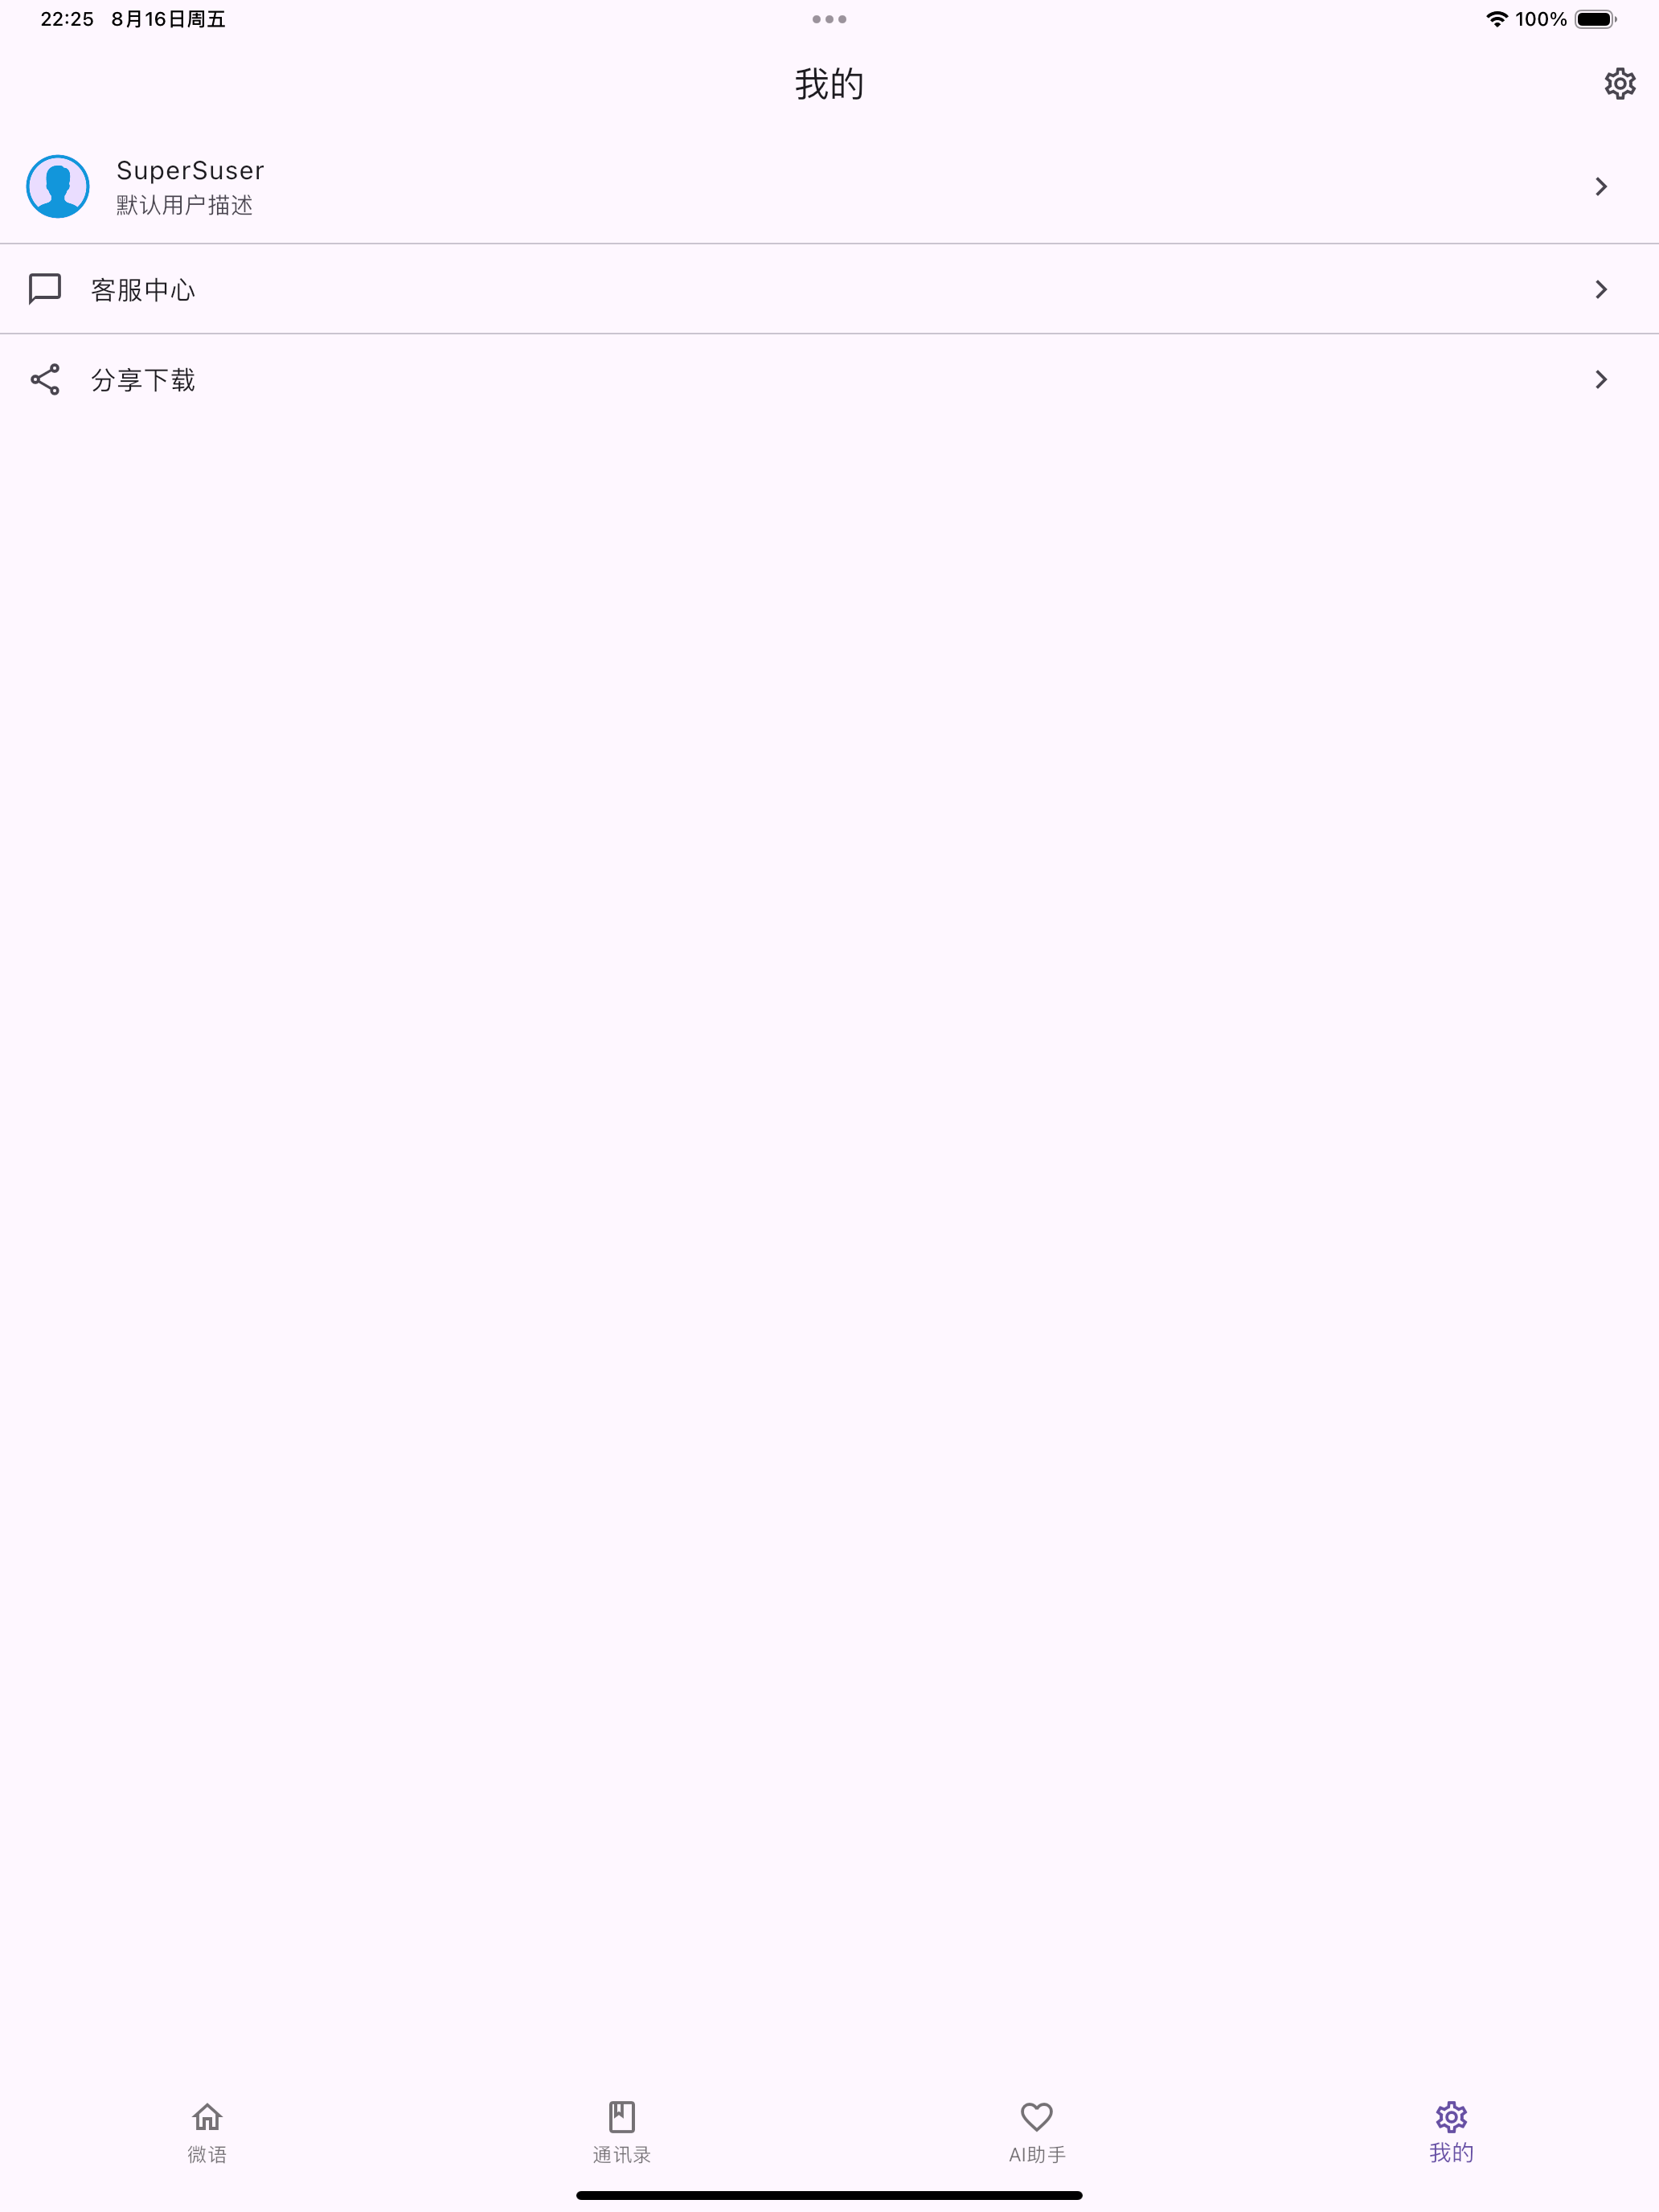 22:25 8月16日周五
100%
我的
SuperSuser
默认用户描述
客服中心
分享下载
微语
通讯录
AI助手
我的